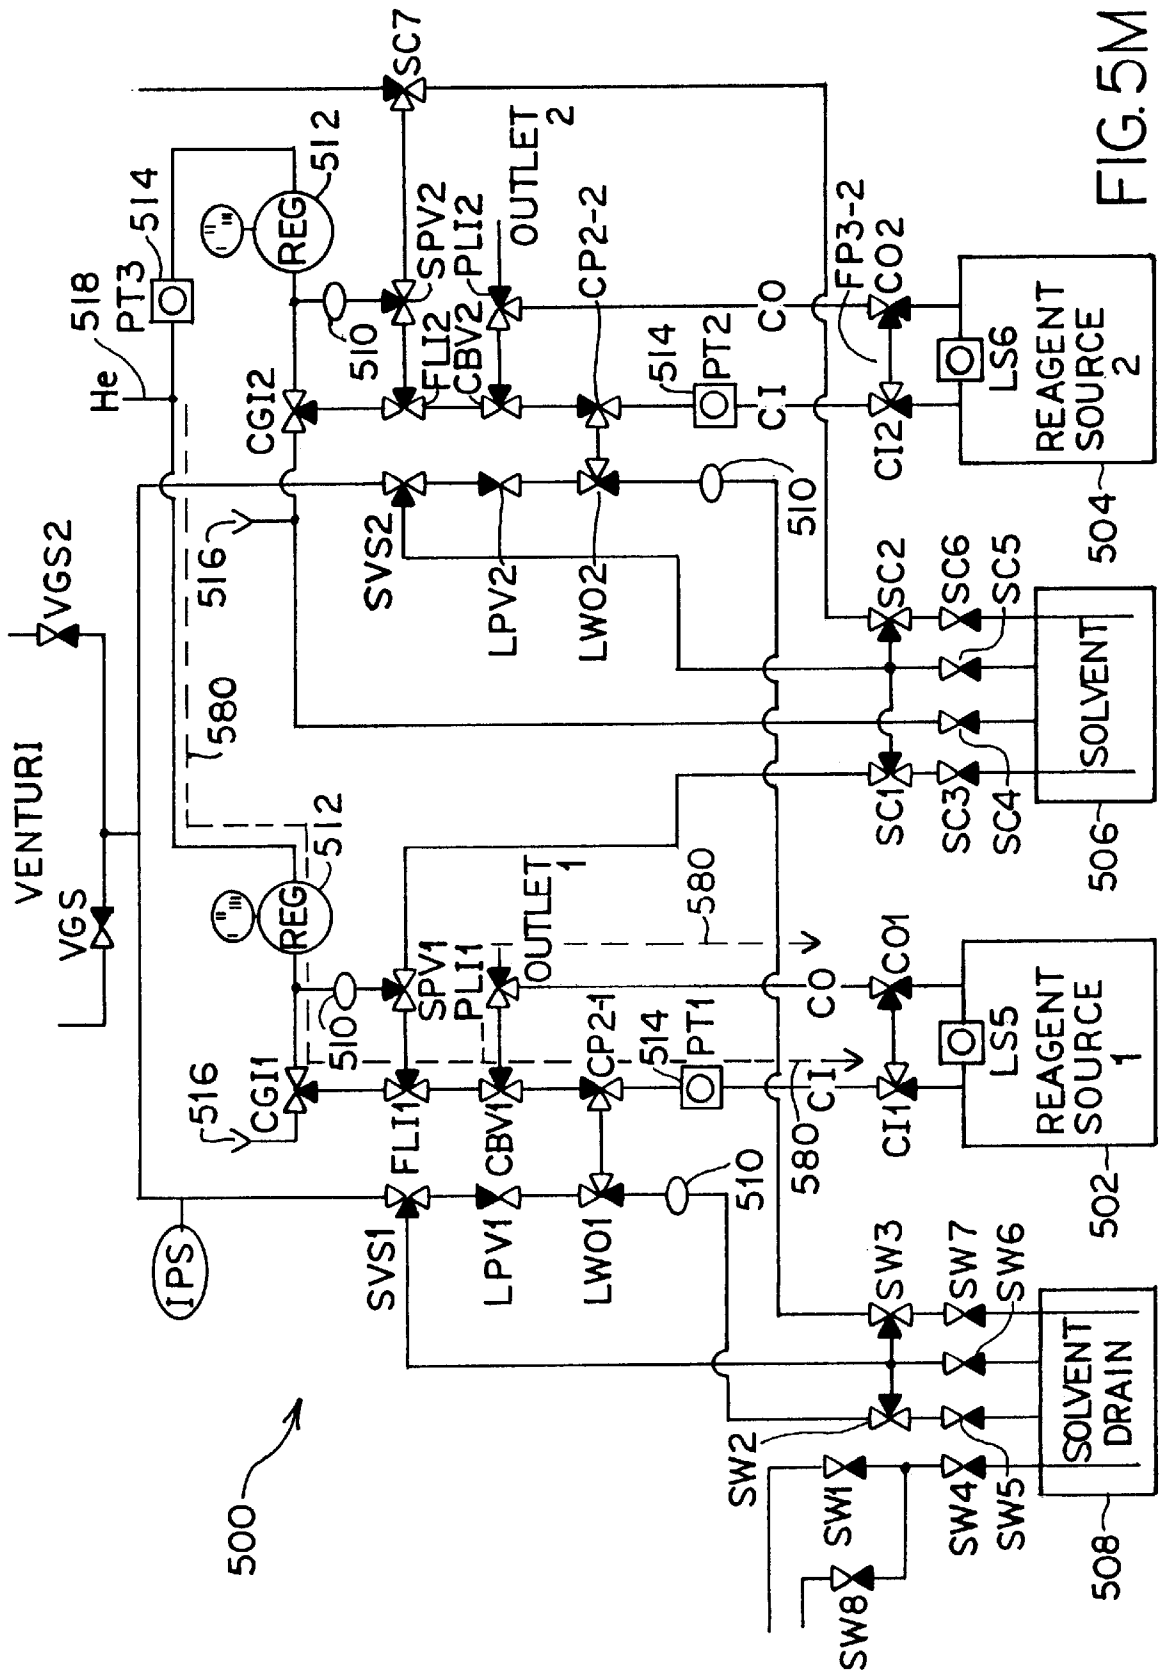 VENTURI
VGS
VGS2
He
518
PT3
514
580
IPS
516
CGI1
REG
512
510
516
CGI2
REG
512
510
SC7
SVS1
FLI1
SPV1
SVS2
FLI2
SPV2
LPV1
CBV1
PLI1
OUTLET
1
LPV2
CBV2
PLI2
OUTLET
2
LWO1
CP2-1
LWO2
CP2-2
510
514
PT1
580
510
514
PT2
CI
CO
CI
CO
580
FP3-2
500
SW2
SW1
SW8
SW3
CI1
CO1
SC1
SC2
CI2
CO2
SW4
SW5
SW7
SW6
SC3
SC4
SC6
SC5
LS5
LS6
SOLVENT
DRAIN
508
REAGENT
SOURCE
1
502
SOLVENT
506
REAGENT
SOURCE
2
504
FIG.5M